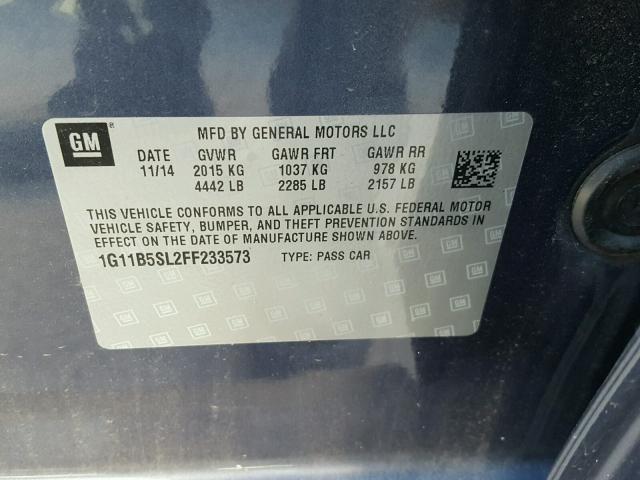 GM
MFD BY GENERAL MOTORS LLC
DATE GVWR GAWR FRT GAWR RR
11/14 2015 KG 1037 KG 978 KG
4442 LB 2285 LB 2157 LB
THIS VEHICLE CONFORMS TO ALL APPLICABLE U.S. FEDERAL MOTOR
VEHICLE SAFETY, BUMPER, AND THEFT PREVENTION STANDARDS IN
EFFECT ON THE DATE OF MANUFACTURE SHOWN ABOVE.
1G11B5SL2FF233573 TYPE: PASS CAR